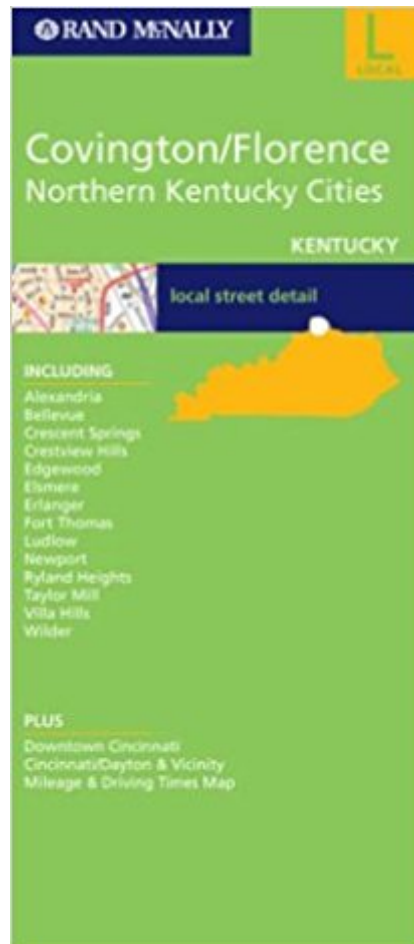 RAND McNALLY
L
LOCAL
Covington/Florence
Northern Kentucky Cities
KENTUCKY
local street detail
INCLUDING
Alexandria
Bellevue
Crescent Springs
Crestview Hills
Edgewood
Elsmere
Erlanger
Fort Thomas
Ludlow
Newport
Ryland Heights
Taylor Mill
Villa Hills
Wilder
PLUS
Downtown Cincinnati
Cincinnati/Dayton & Vicinity
Mileage & Driving Times Map